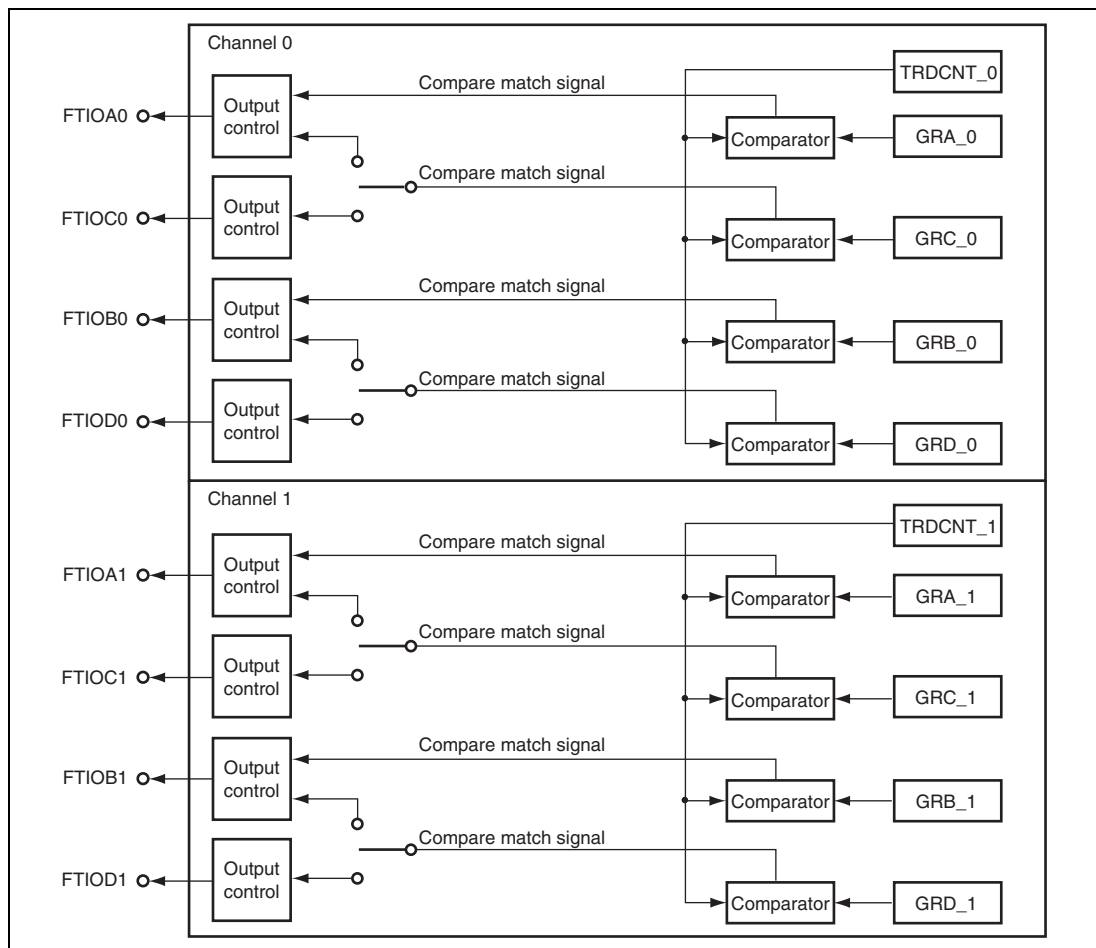 Channel 0
TRDCNT_0
Compare match signal
FTIOA0
Output
control
Comparator
GRA_0
Compare match signal
FTIOC0
Output
control
Comparator
GRC_0
Compare match signal
FTIOB0
Output
control
Comparator
GRB_0
Compare match signal
FTIOD0
Output
control
Comparator
GRD_0
Channel 1
TRDCNT_1
Compare match signal
FTIOA1
Output
control
Comparator
GRA_1
Compare match signal
FTIOC1
Output
control
Comparator
GRC_1
Compare match signal
FTIOB1
Output
control
Comparator
GRB_1
Compare match signal
FTIOD1
Output
control
Comparator
GRD_1